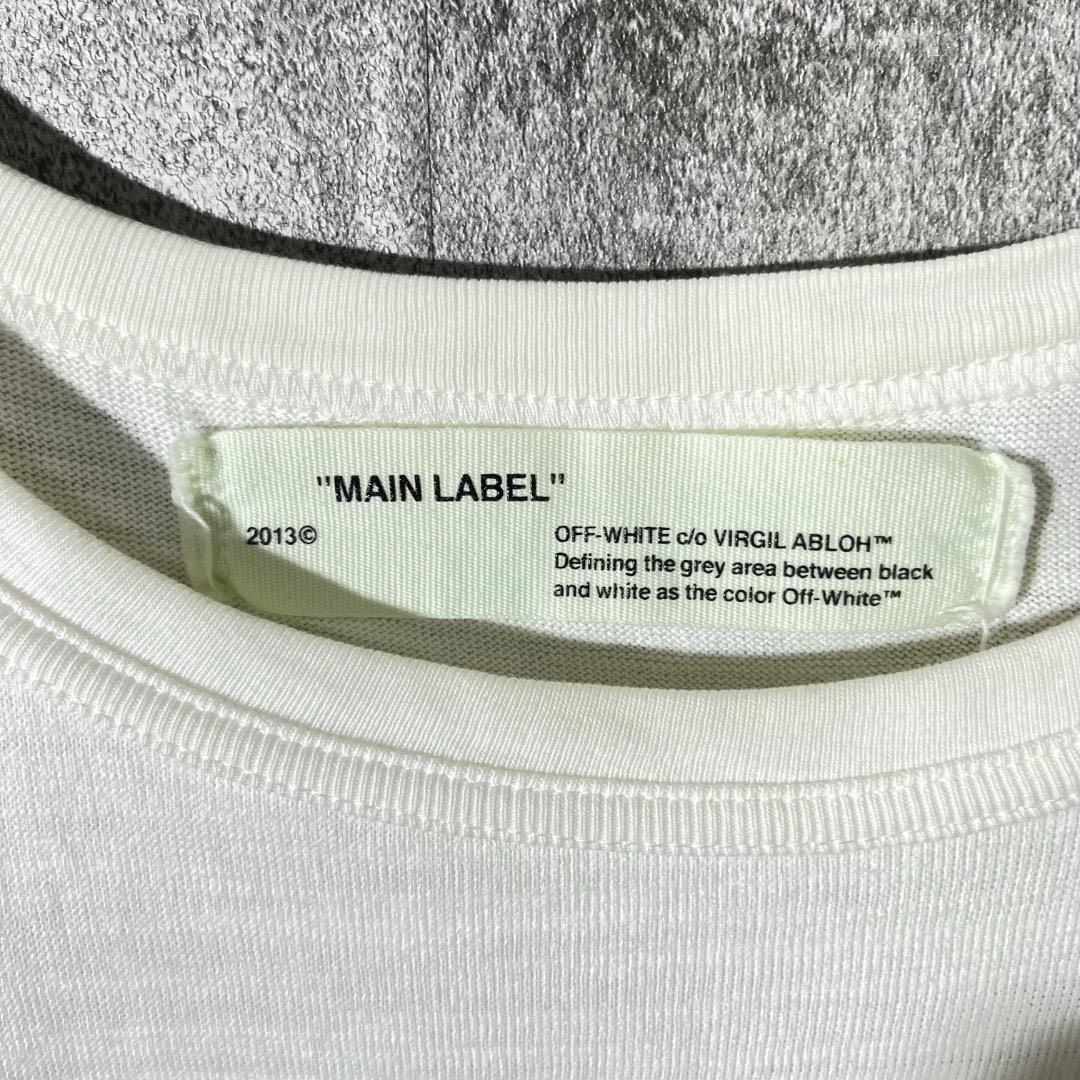 "MAIN LABEL"
2013©
OFF-WHITE c/o VIRGIL ABLOH™
Defining the grey area between black
and white as the color Off-White™